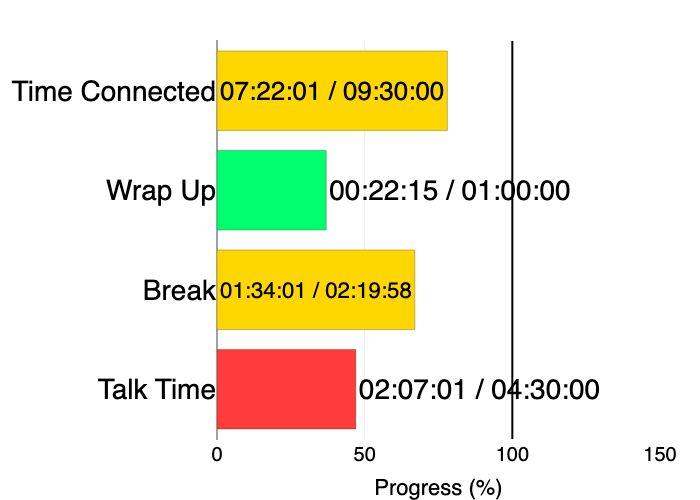 Time Connected 07:22:01 / 09:30:00
Wrap Up 00:22:15 / 01:00:00
Break 01:34:01 / 02:19:58
Talk Time 02:07:01 / 04:30:00
0 50 100 150
Progress (%)